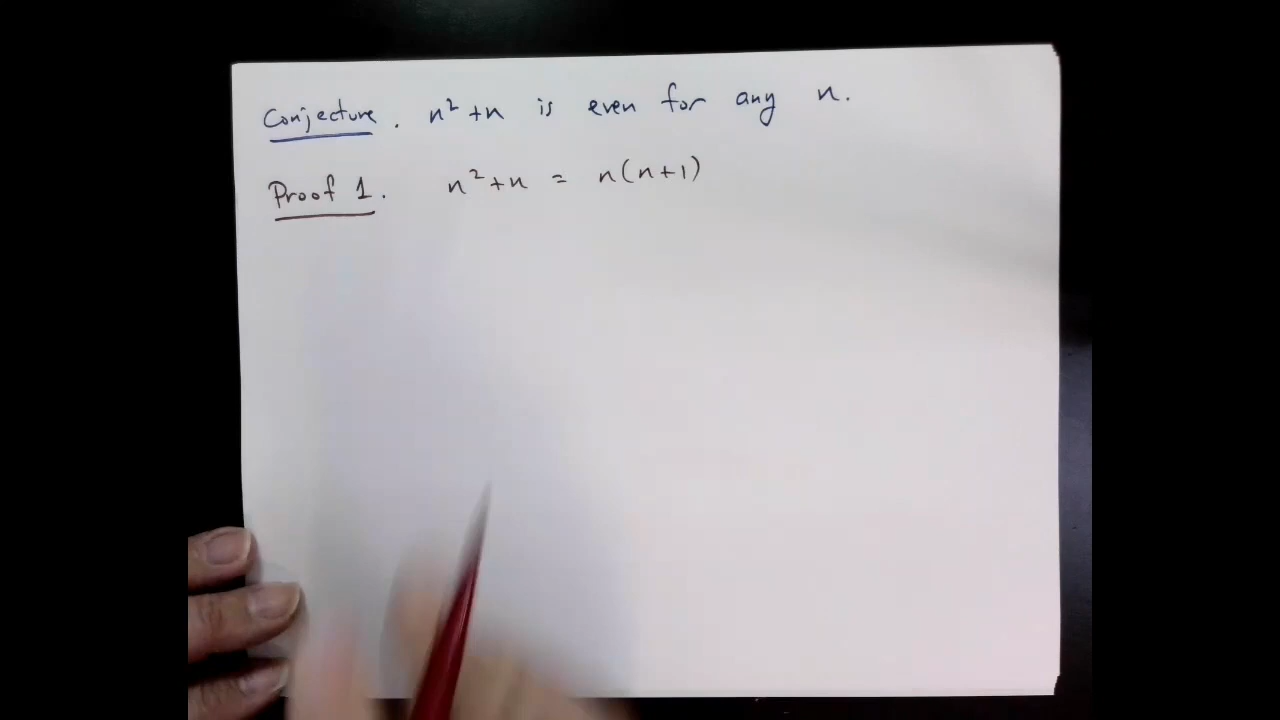 Conjecture. n²+n is even for any n.
Proof 1. n²+n = n(n+1)